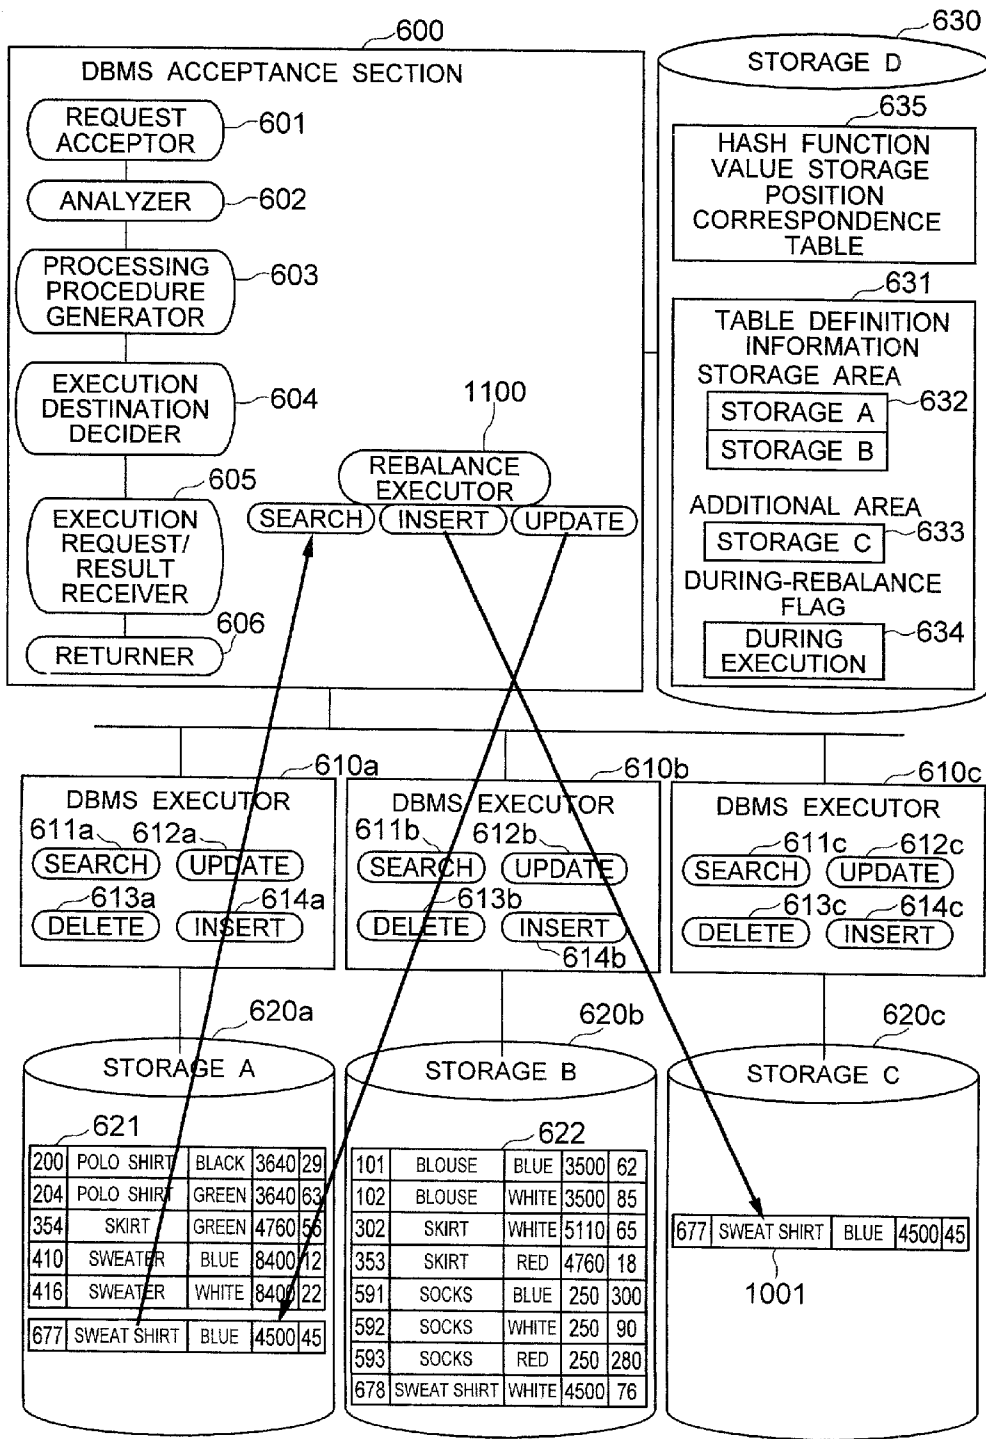 600
DBMS ACCEPTANCE SECTION
REQUEST
ACCEPTOR
601
ANALYZER
602
PROCESSING
PROCEDURE
GENERATOR
603
EXECUTION
DESTINATION
DECIDER
604
605
EXECUTION
REQUEST/
RESULT
RECEIVER
606
RETURNER
1100
REBALANCE
EXECUTOR
SEARCH INSERT UPDATE
630
STORAGE D
635
HASH FUNCTION
VALUE STORAGE
POSITION
CORRESPONDENCE
TABLE
631
TABLE DEFINITION
INFORMATION
STORAGE AREA
STORAGE A
632
STORAGE B
ADDITIONAL AREA
STORAGE C
633
DURING-REBALANCE
FLAG
DURING
EXECUTION
634
610a
DBMS EXECUTOR
611a 612a
SEARCH UPDATE
613a 614a
DELETE INSERT
610b
DBMS EXECUTOR
611b 612b
SEARCH UPDATE
613b
DELETE INSERT
614b
610c
DBMS EXECUTOR
611c 612c
SEARCH UPDATE
613c 614c
DELETE INSERT
620a
STORAGE A
621
200 POLO SHIRT BLACK 3640 29
204 POLO SHIRT GREEN 3640 63
354 SKIRT GREEN 4760 56
410 SWEATER BLUE 8400 12
416 SWEATER WHITE 8400 22
677 SWEAT SHIRT BLUE 4500 45
620b
STORAGE B
622
101 BLOUSE BLUE 3500 62
102 BLOUSE WHITE 3500 85
302 SKIRT WHITE 5110 65
353 SKIRT RED 4760 18
591 SOCKS BLUE 250 300
592 SOCKS WHITE 250 90
593 SOCKS RED 250 280
678 SWEAT SHIRT WHITE 4500 76
620c
STORAGE C
677 SWEAT SHIRT BLUE 4500 45
1001